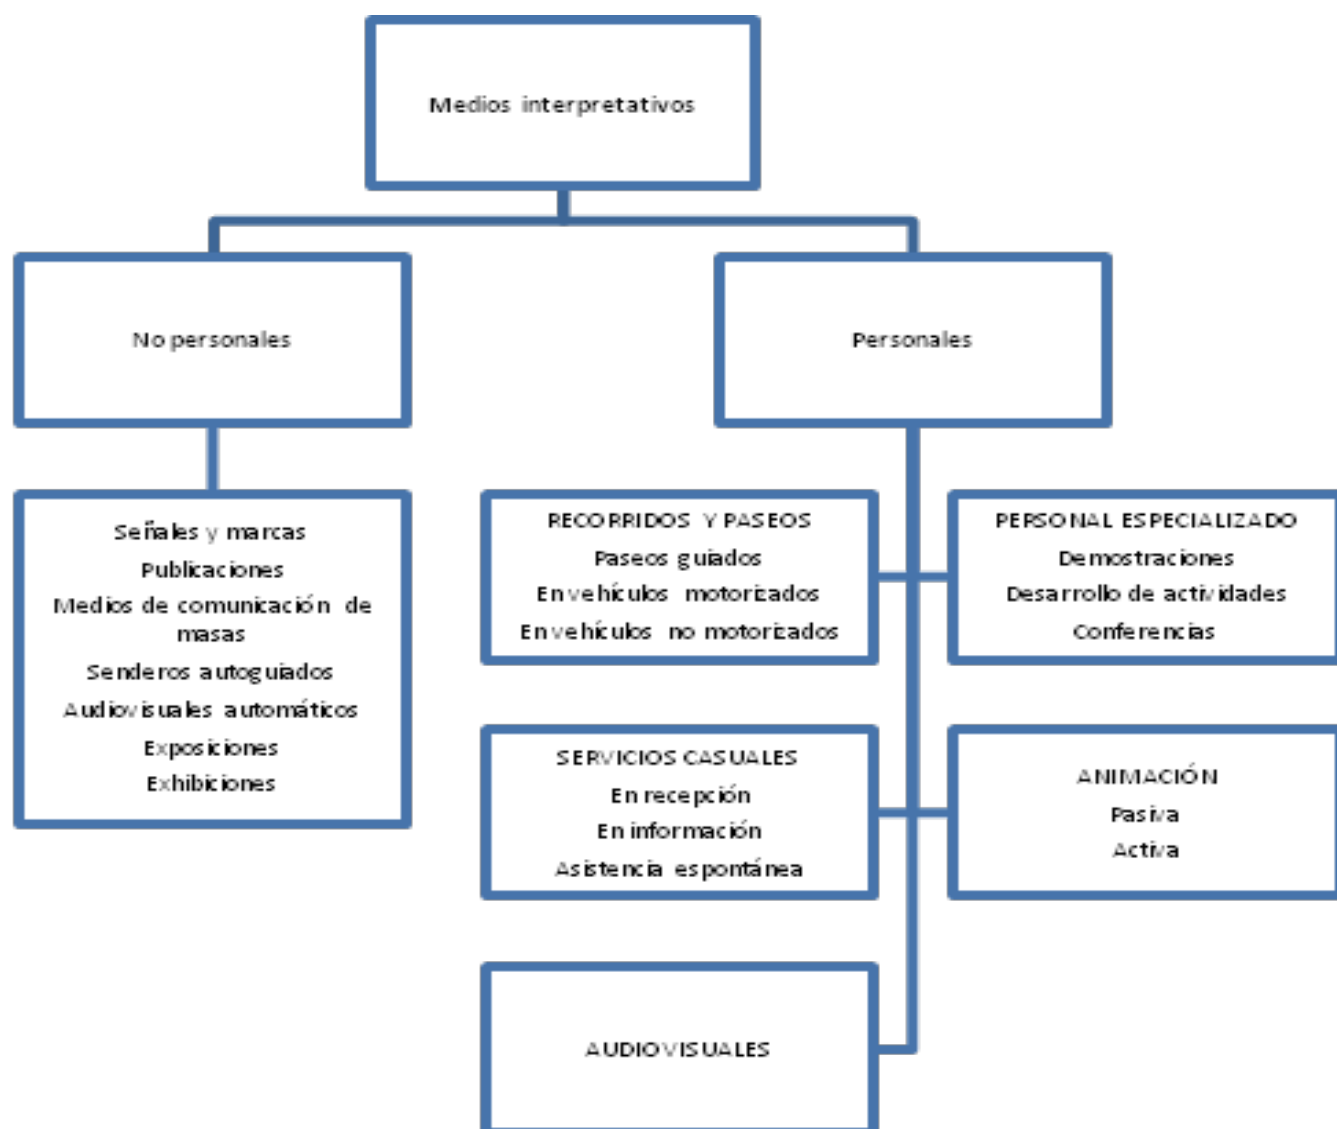 Medios interpretativos
No personales
Personales
Señales y marcas
Publicaciones
Medios de comunicación de
masas
Senderos autoguiados
Audiovisuales automáticos
Exposiciones
Exhibiciones
RECORRIDOS Y PASEOS
Paseos guiados
En vehículos motorizados
En vehículos no motorizados
PERSONAL ESPECIALIZADO
Demostraciones
Desarrollo de actividades
Conferencias
SERVICIOS CASUALES
En recepción
En información
Asistencia espontánea
ANIMACIÓN
Pasiva
Activa
AUDIOVISUALES